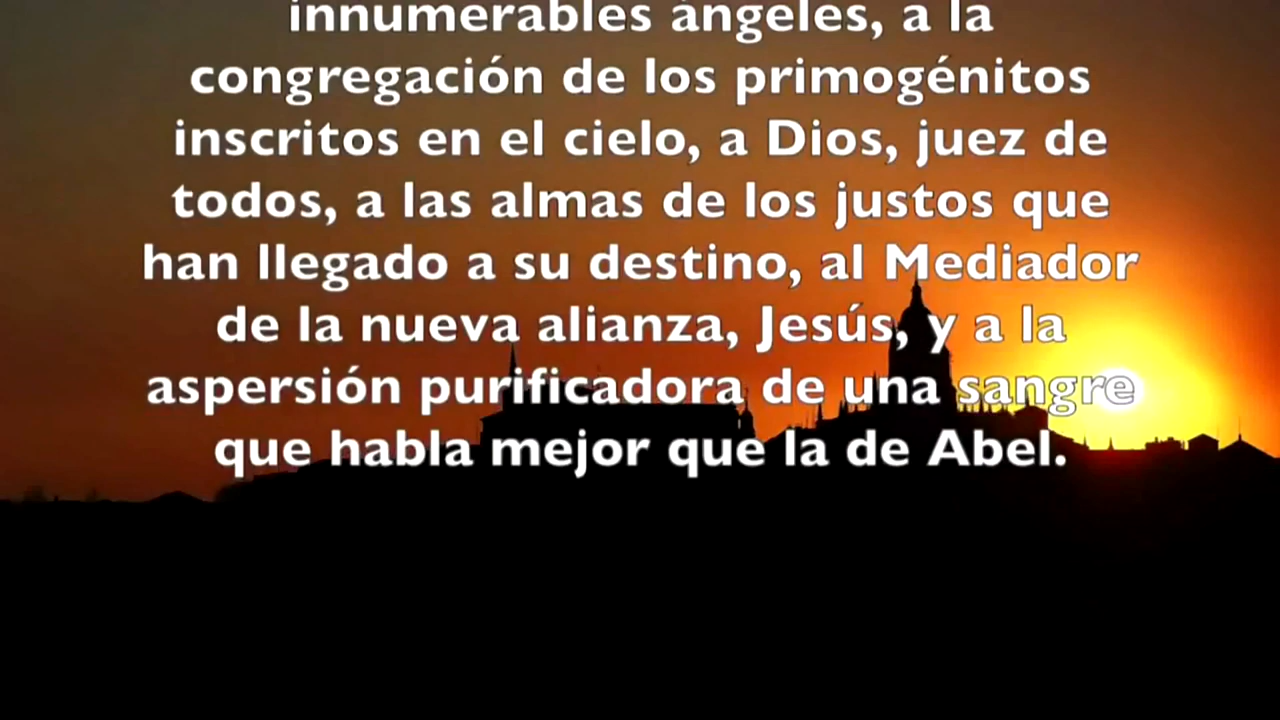 innumerables ángeles, a la
congregación de los primogénitos
inscritos en el cielo, a Dios, juez de
todos, a las almas de los justos que
han llegado a su destino, al Mediador
de la nueva alianza, Jesús, y a la
aspersión purificadora de una sangre
que habla mejor que la de Abel.